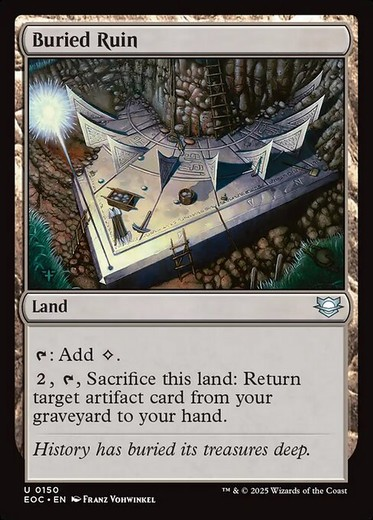 Buried Ruin
Land
: Add .
2, , Sacrifice this land: Return
target artifact card from your
graveyard to your hand.
History has buried its treasures deep.
U 0150
EOC • EN Franz Vohwinkel
™ & © 2025 Wizards of the Coast